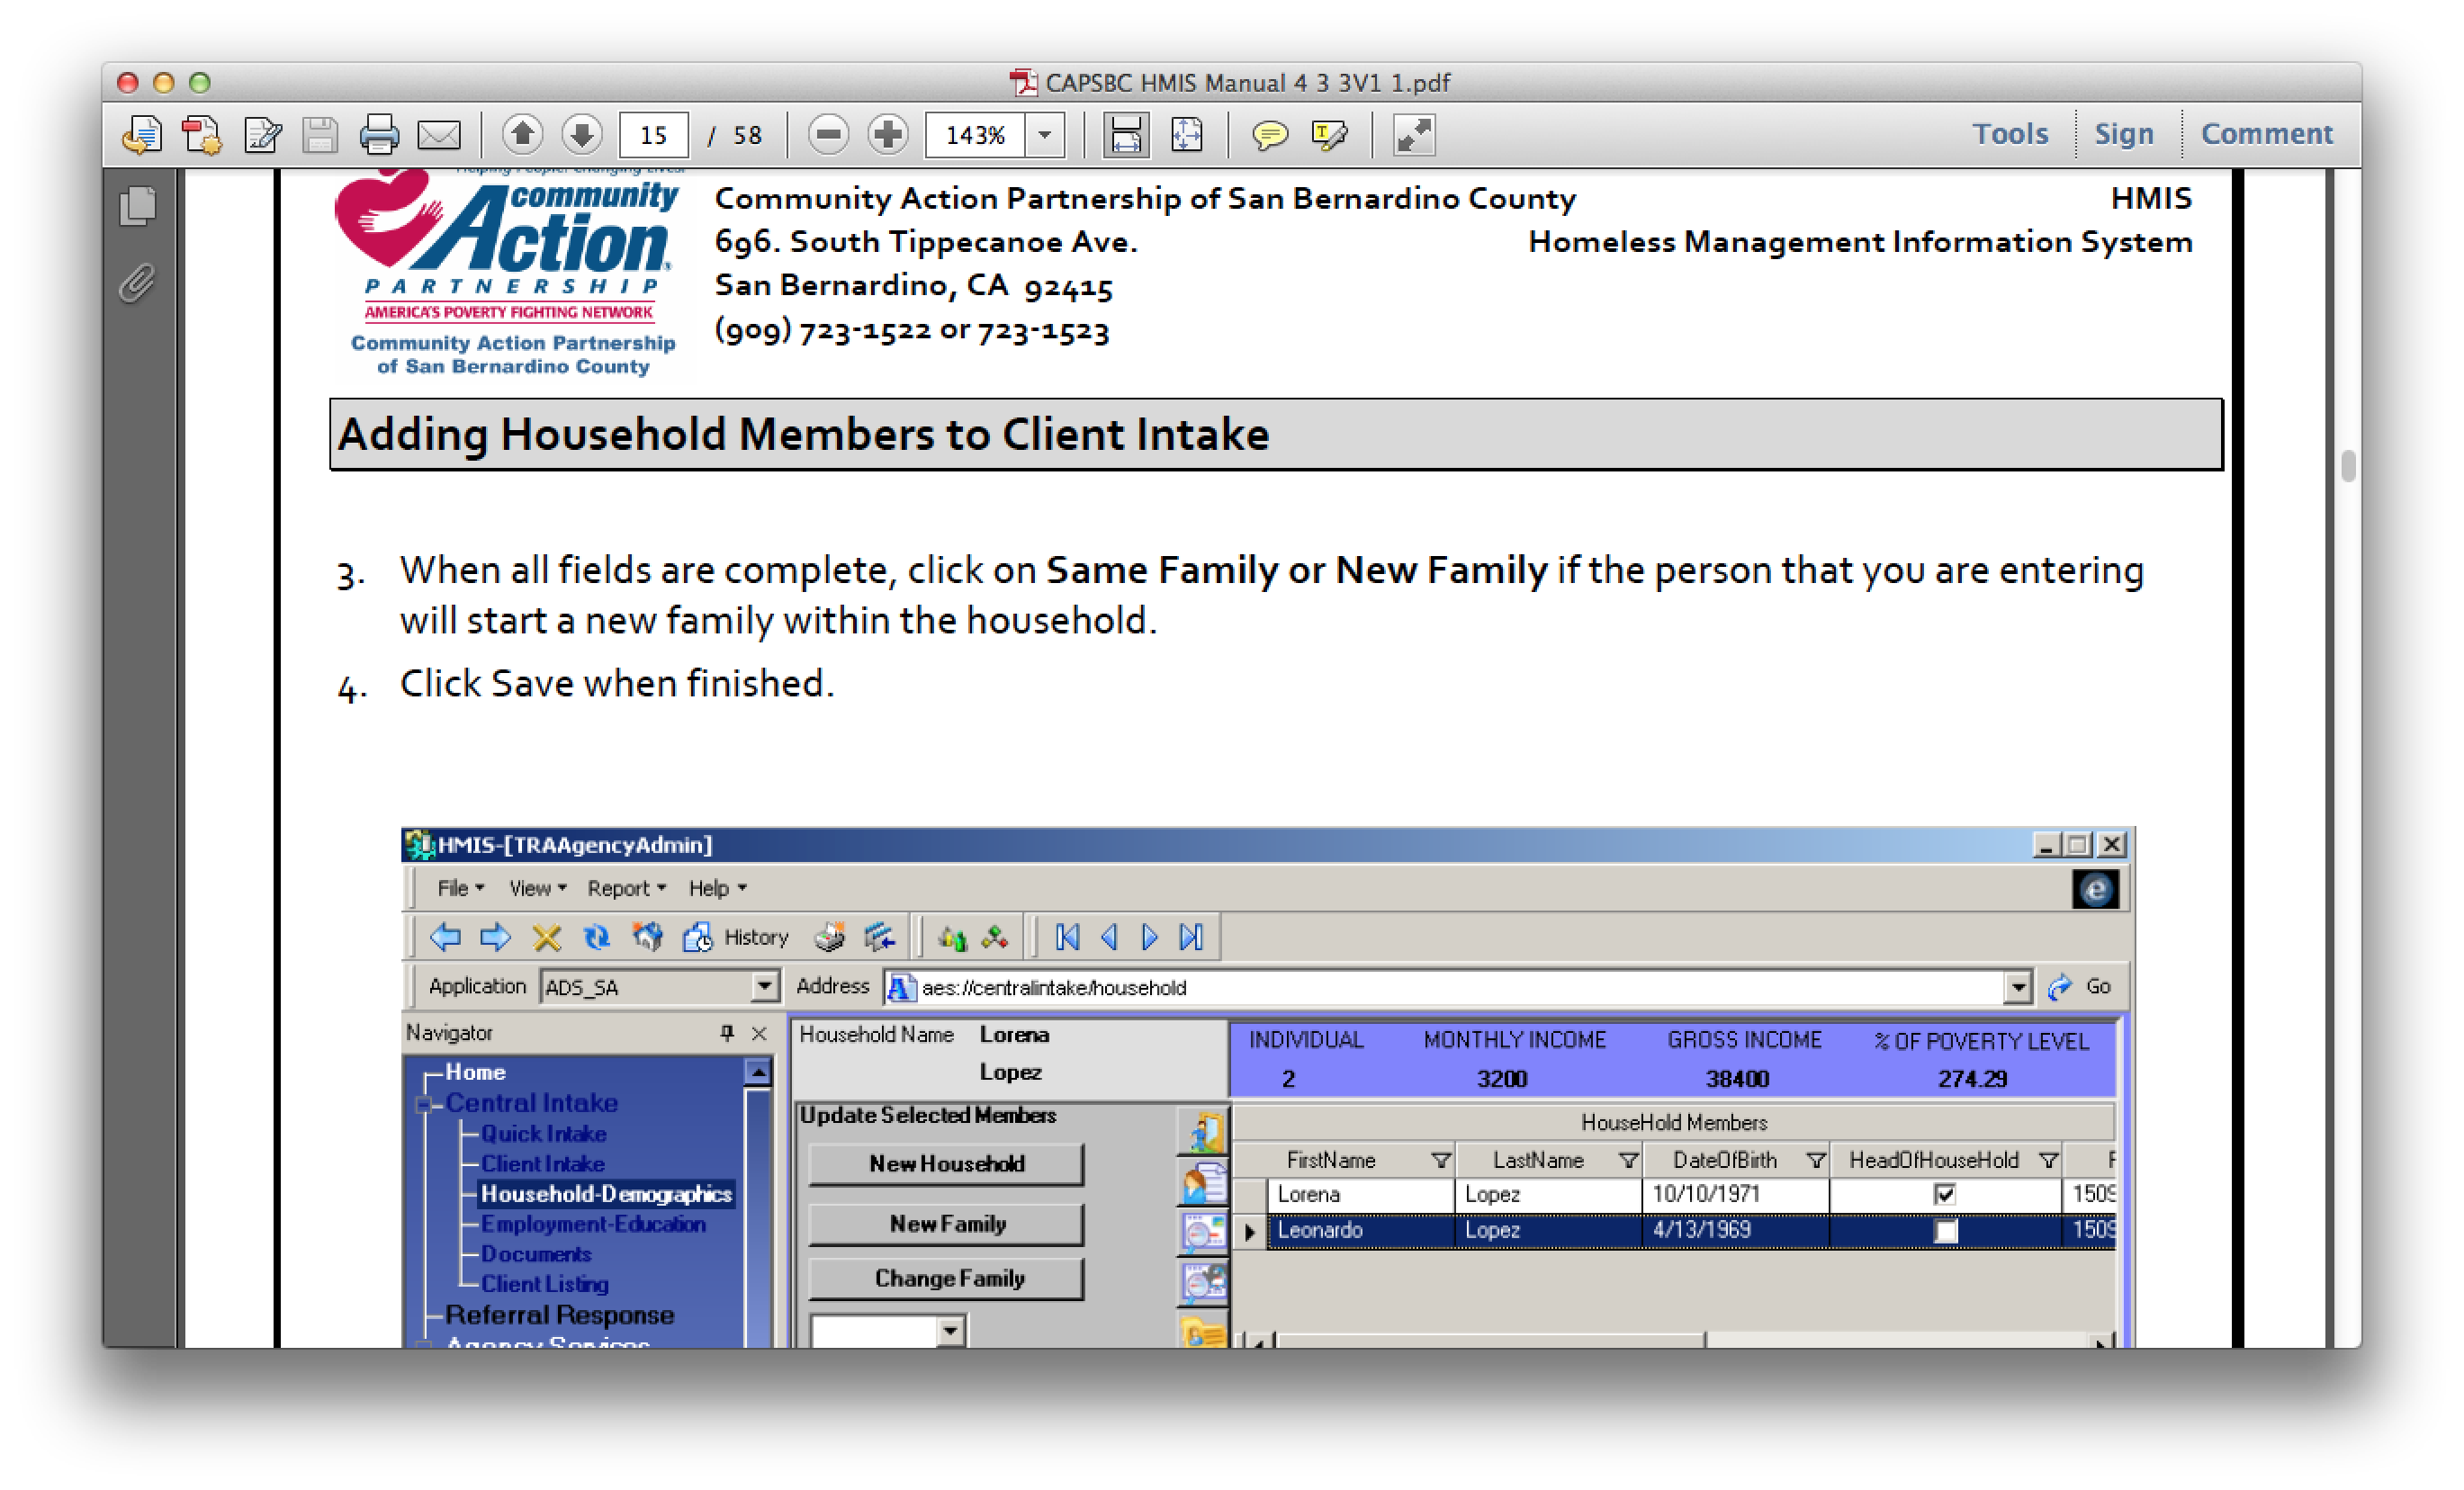 CAPSBC HMIS Manual 4 3 3V1 1.pdf
15 / 58 143% Tools Sign Comment
Helping People. Changing Lives.
community
Action
PARTNERSHIP
AMERICA'S POVERTY FIGHTING NETWORK
Community Action Partnership
of San Bernardino County
Community Action Partnership of San Bernardino County
696. South Tippecanoe Ave.
San Bernardino, CA 92415
(909) 723-1522 or 723-1523
HMIS
Homeless Management Information System
Adding Household Members to Client Intake
3. When all fields are complete, click on Same Family or New Family if the person that you are entering
will start a new family within the household.
4. Click Save when finished.
HMIS-[TRAAgencyAdmin]
File View Report Help
History
Application ADS_SA Address aes://centralintake/household Go
Navigator
Home
Central Intake
Quick Intake
Client Intake
Household-Demographics
Employment-Education
Documents
Client Listing
Referral Response
Agency Services
Household Name Lorena
Lopez
INDIVIDUAL MONTHLY INCOME GROSS INCOME % OF POVERTY LEVEL
2 3200 38400 274.29
Update Selected Members
New Household
New Family
Change Family
HouseHold Members
FirstName LastName DateOfBirth HeadOfHouseHold
Lorena Lopez 10/10/1971 1509
Leonardo Lopez 4/13/1969 1509